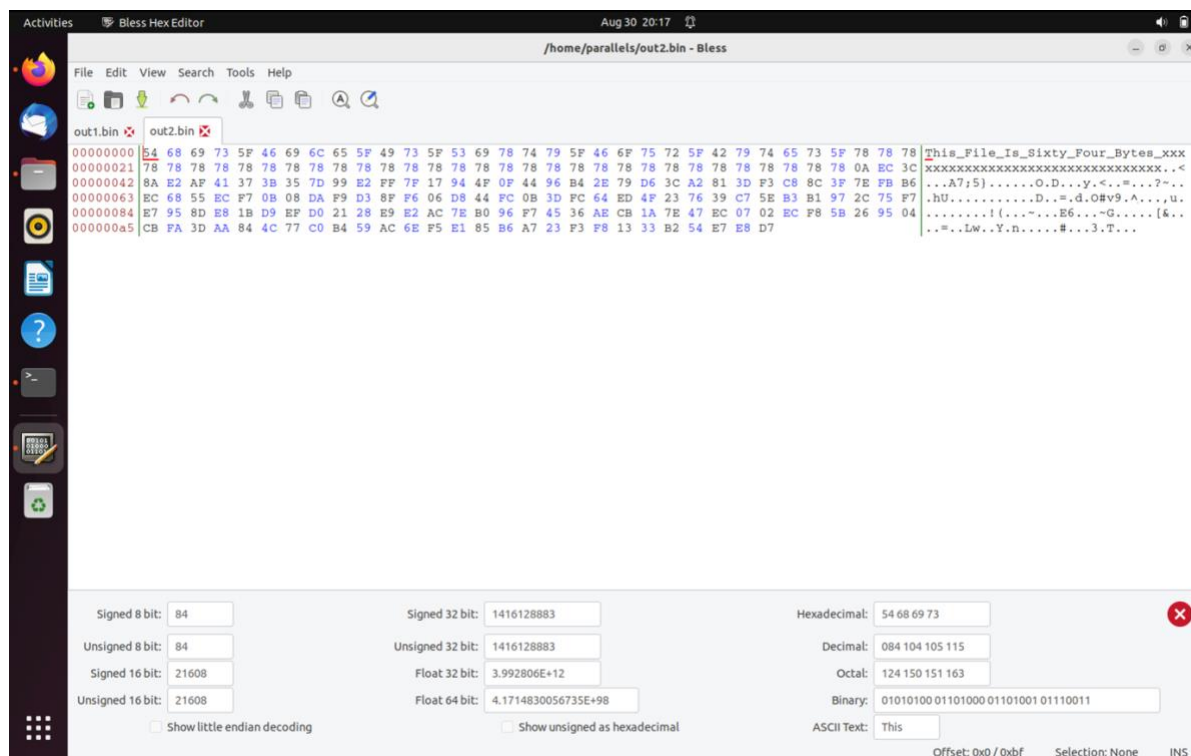 Activities Bless Hex Editor Aug 30 20:17
/home/parallels/out2.bin - Bless
File Edit View Search Tools Help
out1.bin out2.bin
00000000 54 68 69 73 5F 46 69 6C 65 5F 49 73 5F 53 69 78 74 79 5F 46 6F 75 72 5F 42 79 74 65 73 5F 78 78 78 This_File_Is_Sixty_Four_Bytes_xxx
00000021 78 78 78 78 78 78 78 78 78 78 78 78 78 78 78 78 78 78 78 78 78 78 78 78 78 78 78 78 78 78 0A EC 3C xxxxxxxxxxxxxxxxxxxxxxxxxxxxxx..<
00000042 8A E2 AF 41 37 3B 35 7D 99 E2 FF 7F 17 94 4F 0F 44 96 B4 2E 79 D6 3C A2 81 3D F3 C8 8C 3F 7E FB B6 ...A7;5}......O.D...y.<..=...?~..
00000063 EC 68 55 EC F7 0B 08 DA F9 D3 8F F6 06 D8 44 FC 0B 3D FC 64 ED 4F 23 76 39 C7 5E B3 B1 97 2C 75 F7 .hU...........D..=.d.O#v9.^...,u.
00000084 E7 95 8D E8 1B D9 EF D0 21 28 E9 E2 AC 7E B0 96 F7 45 36 AE CB 1A 7E 47 EC 07 02 EC F8 5B 26 95 04 ........!(...~...E6...~G.....[&..
000000a5 CB FA 3D AA 84 4C 77 C0 B4 59 AC 6E F5 E1 85 B6 A7 23 F3 F8 13 33 B2 54 E7 E8 D7 ..=..Lw..Y.n.....#...3.T...
Signed 8 bit: 84 Signed 32 bit: 1416128883 Hexadecimal: 54 68 69 73
Unsigned 8 bit: 84 Unsigned 32 bit: 1416128883 Decimal: 084 104 105 115
Signed 16 bit: 21608 Float 32 bit: 3.992806E+12 Octal: 124 150 151 163
Unsigned 16 bit: 21608 Float 64 bit: 4.1714830056735E+98 Binary: 01010100 01101000 01101001 01110011
Show little endian decoding Show unsigned as hexadecimal ASCII Text: This
Offset: 0x0 / 0xbf Selection: None INS